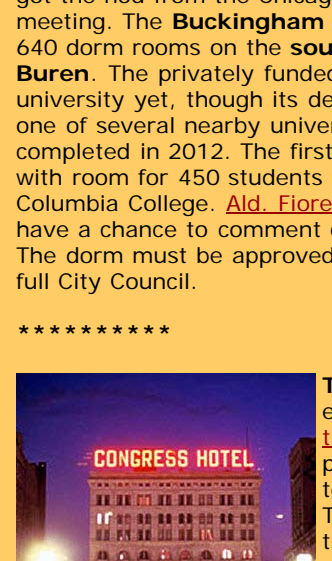 got the nod from the Chicago
meeting. The Buckingham
640 dorm rooms on the sou
Buren. The privately funded
university yet, though its de
one of several nearby univer
completed in 2012. The first
with room for 450 students
Columbia College. Ald. Fiore
have a chance to comment
The dorm must be approved
full City Council.
**********
T
e
t
CONGRESS HOTEL
p
t
T
t